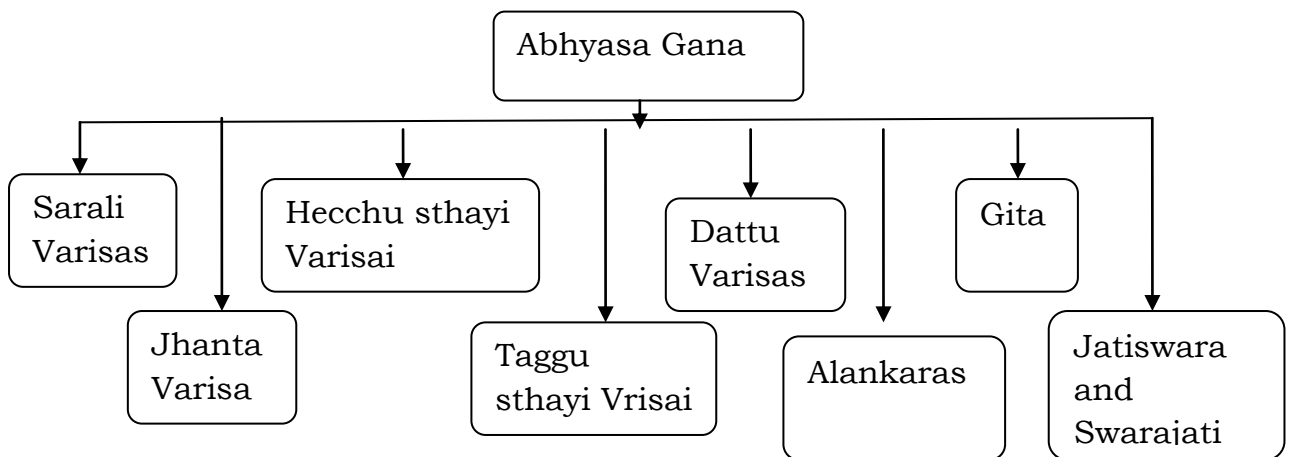 Abhyasa Gana
Sarali
Varisas
Jhanta
Varisa
Hecchu sthayi
Varisai
Taggu
sthayi Vrisai
Dattu
Varisas
Alankaras
Gita
Jatiswara
and
Swarajati